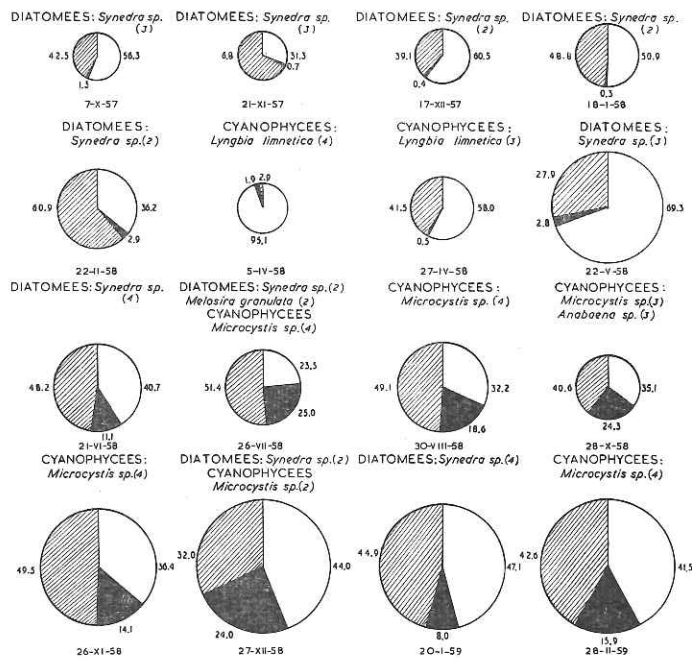 DIATOMEES: Synedra sp. (3)
42.5 56,3
1,3
7-X-57
DIATOMEES: Synedra sp. (3)
6,8 31,3
0,7
21-XI-57
DIATOMEES: Synedra sp. (2)
39,1 60,5
0,4
17-XII-57
DIATOMEES: Synedra sp. (2)
48,8 50,9
0,3
18-I-58
DIATOMEES:
Synedra sp. (2)
60,9 36,2
2,9
22-II-58
CYANOPHYCEES:
Lyngbia limnetica (4)
1,9 2,9
95,1
5-IV-58
CYANOPHYCEES:
Lyngbia limnetica (3)
41,5 58,0
0,5
27-IV-58
DIATOMEES:
Synedra sp. (3)
27,9
2,8 69,3
22-V-58
DIATOMEES: Synedra sp. (4)
48,2 40,7
11,1
21-VI-58
DIATOMEES: Synedra sp. (2)
Melosira granulata (2)
CYANOPHYCEES
Microcystis sp. (4)
51,4 23,5
25,0
26-VII-58
CYANOPHYCEES:
Microcystis sp. (4)
49,1 32,2
18,6
30-VIII-58
CYANOPHYCEES:
Microcystis sp. (3)
Anabaena sp. (3)
40,6 35,1
24,3
28-X-58
CYANOPHYCEES:
Microcystis sp. (4)
49,5 36,4
14,1
26-XI-58
DIATOMEES: Synedra sp. (2)
CYANOPHYCEES
Microcystis sp. (2)
32,0 44,0
24,0
27-XII-58
DIATOMEES: Synedra sp. (4)
44,9 47,1
8,0
20-I-59
CYANOPHYCEES:
Microcystis sp. (4)
42,6 41,5
15,9
28-II-59